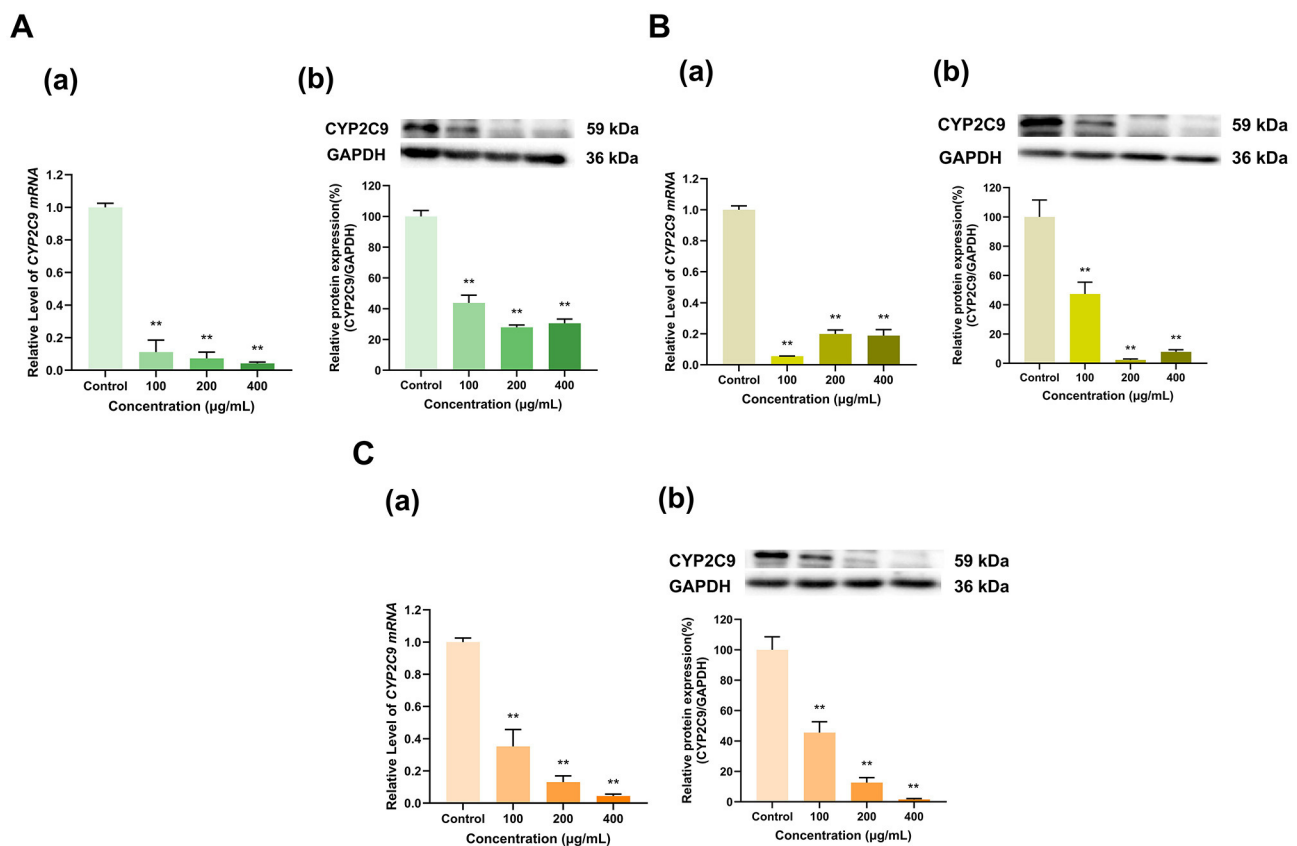 A
(a)
Relative Level of CYP2C9 mRNA
1.2
1.0
0.8
0.6
0.4
0.2
0.0
**
**
**
Control
100
200
400
Concentration (μg/mL)
(b)
CYP2C9
59 kDa
GAPDH
36 kDa
Relative protein expression(%)
(CYP2C9/GAPDH)
120
100
80
60
40
20
0
**
**
**
Control
100
200
400
Concentration (μg/mL)
B
(a)
Relative Level of CYP2C9 mRNA
1.2
1.0
0.8
0.6
0.4
0.2
0.0
**
**
**
Control
100
200
400
Concentration (μg/mL)
(b)
CYP2C9
59 kDa
GAPDH
36 kDa
Relative protein expression(%)
(CYP2C9/GAPDH)
120
100
80
60
40
20
0
**
**
**
Control
100
200
400
Concentration (μg/mL)
C
(a)
Relative Level of CYP2C9 mRNA
1.2
1.0
0.8
0.6
0.4
0.2
0.0
**
**
**
Control
100
200
400
Concentration (μg/mL)
(b)
CYP2C9
59 kDa
GAPDH
36 kDa
Relative protein expression(%)
(CYP2C9/GAPDH)
120
100
80
60
40
20
0
**
**
**
Control
100
200
400
Concentration (μg/mL)